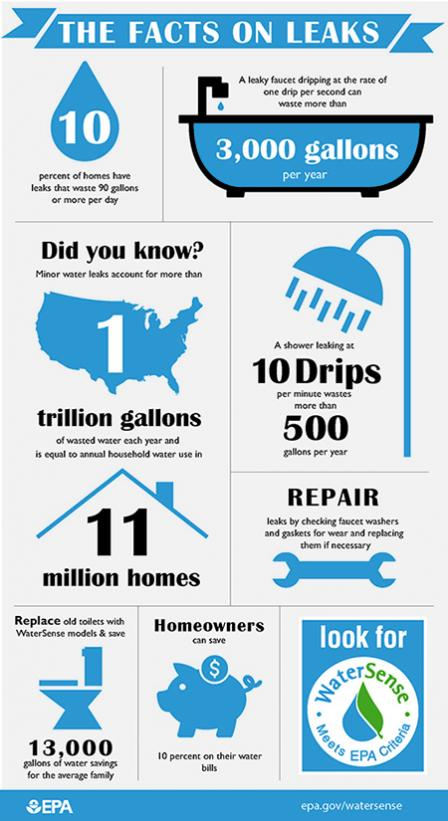 THE FACTS ON LEAKS
10
percent of homes have
leaks that waste 90 gallons
or more per day
A leaky faucet dripping at the rate of
one drip per second can
waste more than
3,000 gallons
per year
Did you know?
Minor water leaks account for more than
1
trillion gallons
of wasted water each year and
is equal to annual household water use in
11
million homes
A shower leaking at
10 Drips
per minute wastes
more than
500
gallons per year
REPAIR
leaks by checking faucet washers
and gaskets for wear and replacing
them if necessary
Replace old toilets with
WaterSense models & save
13,000
gallons of water savings
for the average family
Homeowners
can save
$
10 percent on their water
bills
look for
WaterSense
Meets EPA Criteria
EPA
epa.gov/watersense